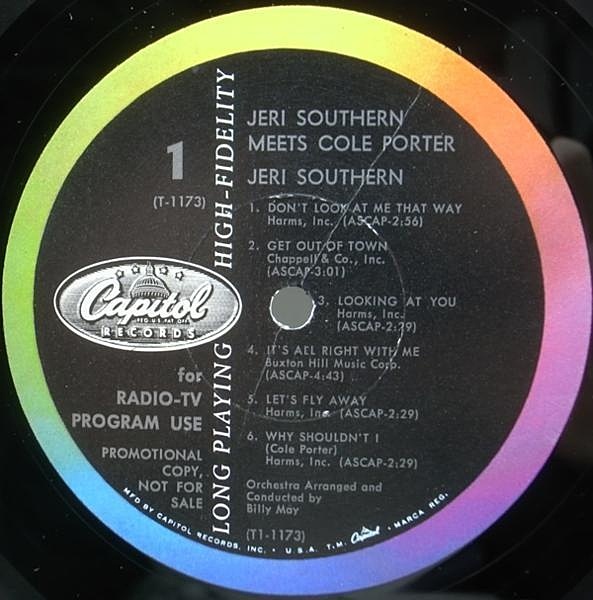 JERI SOUTHERN
MEETS COLE PORTER
JERI SOUTHERN
1
(T-1173)
LONG PLAYING HIGH-FIDELITY
1. DON'T LOOK AT ME THAT WAY
Harms, Inc. (ASCAP-2:56)
2. GET OUT OF TOWN
Chappell & Co., Inc.
(ASCAP-3:01)
3. LOOKING AT YOU
Harms, Inc.
(ASCAP-2:29)
4. IT'S ALL RIGHT WITH ME
Buxton Hill Music Corp.
(ASCAP-4:43)
5. LET'S FLY AWAY
Harms, Inc. (ASCAP-2:29)
6. WHY SHOULDN'T I
(Cole Porter)
Harms, Inc. (ASCAP-2:29)
Orchestra Arranged and
Conducted by
Billy May
(T1-1173)
Capitol
REG. U.S. PAT. OFF.
RECORDS
for
RADIO-TV
PROGRAM USE
PROMOTIONAL
COPY,
NOT FOR
SALE
MFD. BY CAPITOL RECORDS, INC. • U.S.A. T.M. Capitol • MARCA REG.